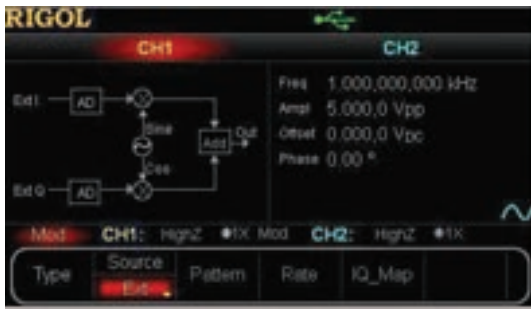 RIGOL
CH1 CH2
Ext I AD
Sine
Add Out
Cos
Ext Q AD
Freq 1.000,000,000 kHz
Ampl 5.000,0 Vpp
Offset 0.000,0 VDC
Phase 0.00 °
Mod CH1: HighZ 1X Mod CH2: HighZ 1X
Type Source Pattern Rate IQ_Map
Ext